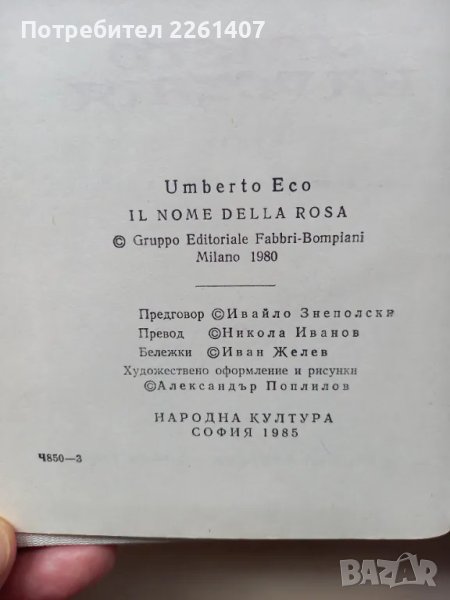 Потребител 2261407
Umberto Eco
IL NOME DELLA ROSA
© Gruppo Editoriale Fabbri-Bompiani
Milano 1980
Предговор © Ивайло Знеполски
Превод © Никола Иванов
Бележки © Иван Желев
Художествено оформление и рисунки
© Александър Поплилов
НАРОДНА КУЛТУРА
СОФИЯ 1985
Ч850—3
BAZAR